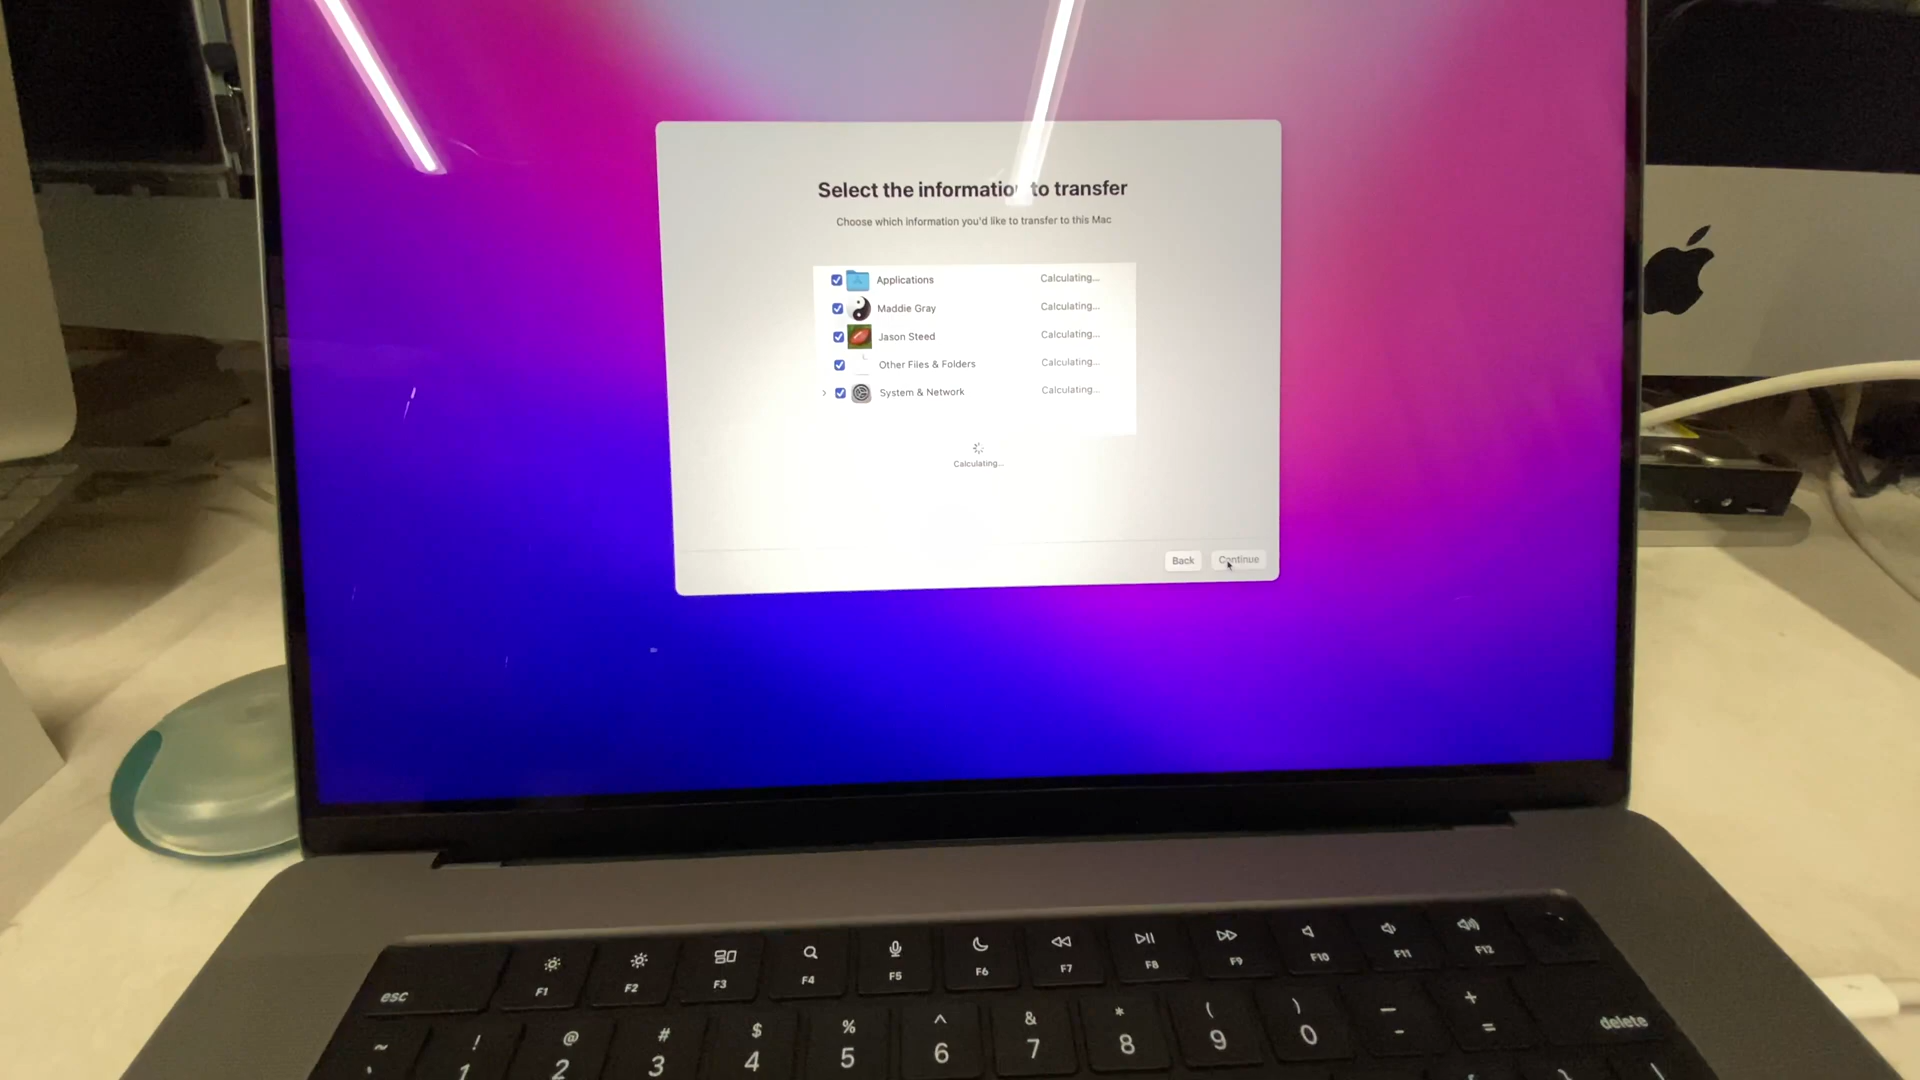 Select the information to transfer
Choose which information you'd like to transfer to this Mac
Applications Calculating...
Maddie Gray Calculating...
Jason Steed Calculating...
Other Files & Folders Calculating...
System & Network Calculating...
Calculating...
Back Continue
esc F1 F2 F3 F4 F5 F6 F7 F8 F9 F10 F11 F12
~ ! @ # $ % ^ & * ( ) – +
` 1 2 3 4 5 6 7 8 9 0 - = delete